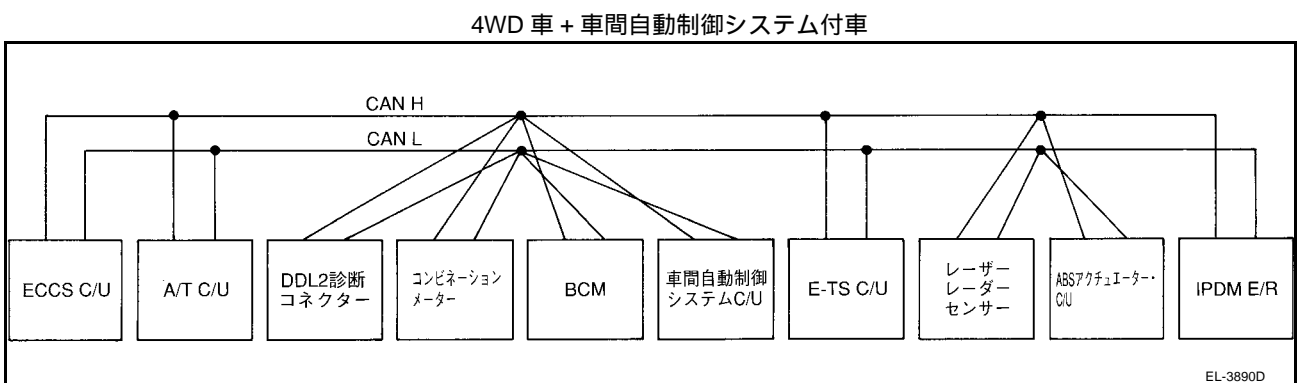 4WD 車 + 車間自動制御システム付車
CAN H
CAN L
ECCS C/U
A/T C/U
DDL2診断
コネクター
コンビネーション
メーター
BCM
車間自動制御
システムC/U
E-TS C/U
レーザー
レーダー
センサー
ABSアクチュエーター・
C/U
IPDM E/R
EL-3890D